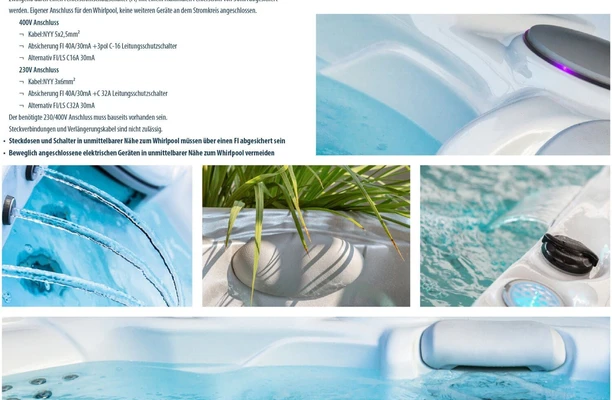 werden. Eigener Anschluss für den Whirlpool, keine weiteren Geräte an dem Stromkreis angeschlossen.
400V Anschluss
¬ Kabel:NYY 5x2,5mm²
¬ Absicherung FI 40A/30mA +3pol C-16 Leitungsschutzschalter
¬ Alternativ FI/LS C16A 30mA
230V Anschluss
¬ Kabel:NYY 3x6mm²
¬ Absicherung FI 40A/30mA +C 32A Leitungsschutzschalter
¬ Alternativ FI/LS C32A 30mA
Der benötigte 230/400V Anschluss muss bauseits vorhanden sein.
Steckverbindungen und Verlängerungskabel sind nicht zulässig.
• Steckdosen und Schalter in unmittelbarer Nähe zum Whirlpool müssen über einen FI abgesichert sein
• Beweglich angeschlossene elektrischen Geräten in unmittelbarer Nähe zum Whirlpool vermeiden